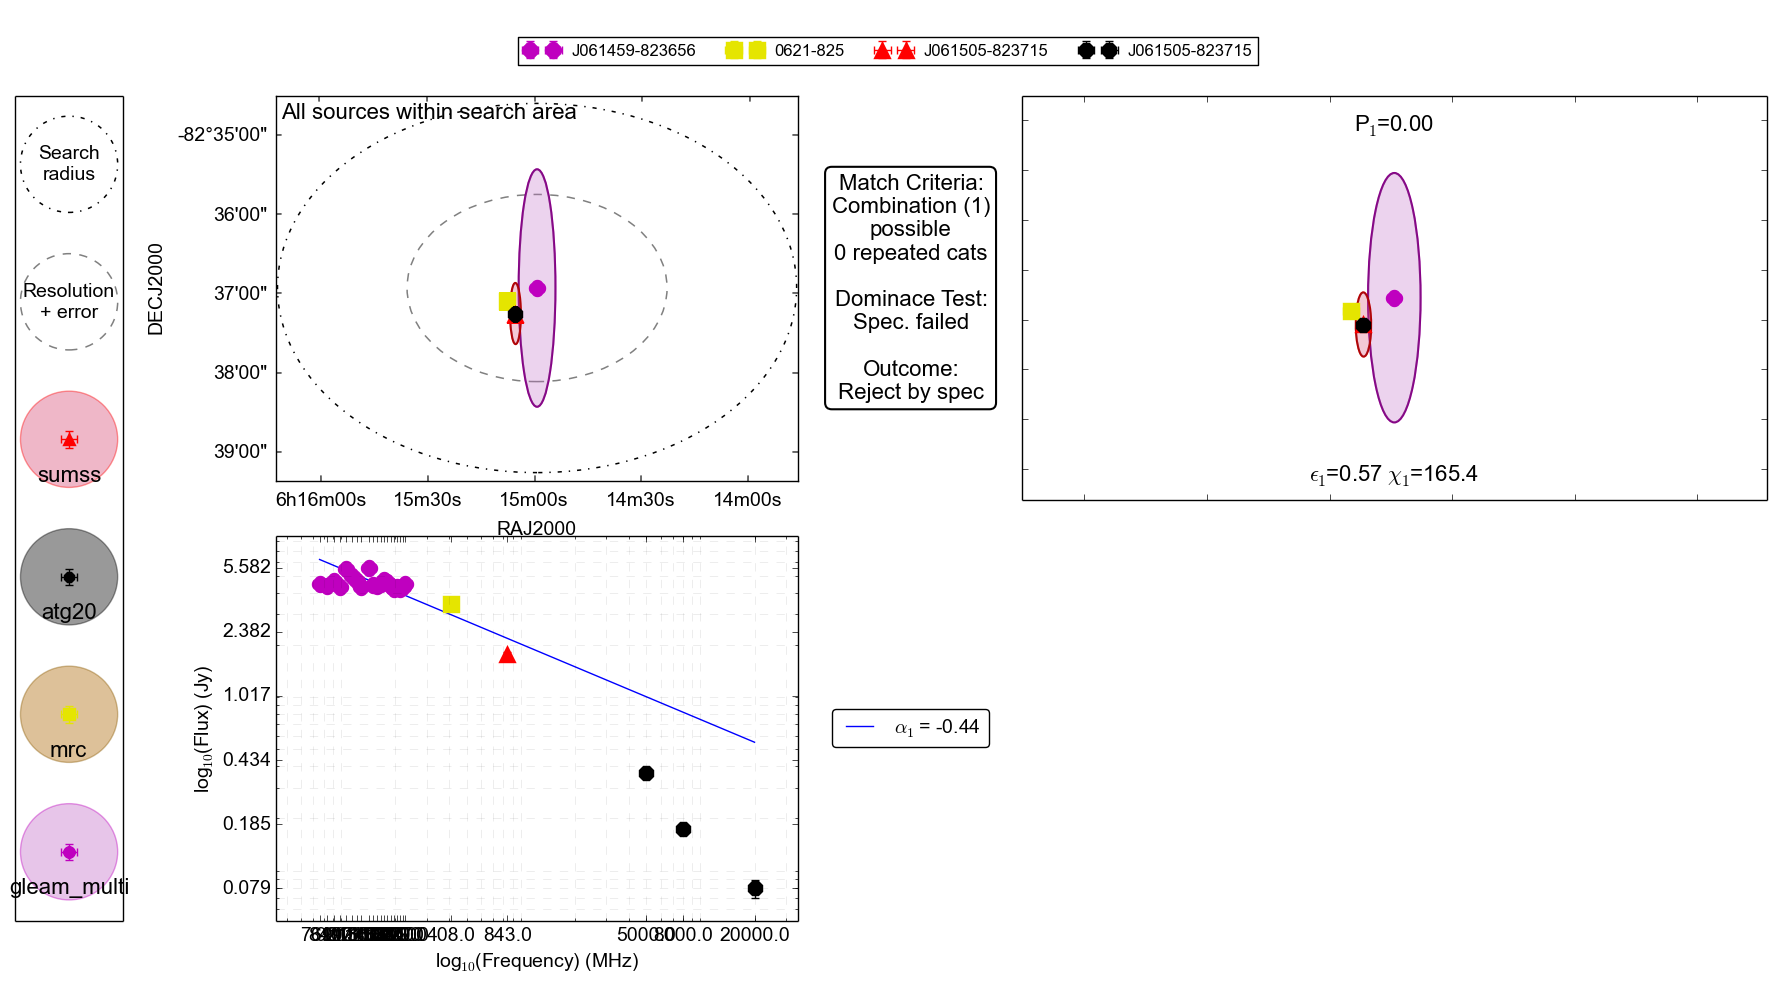 J061459-823656
0621-825
J061505-823715
J061505-823715
Search
radius
Resolution
+ error
sumss
atg20
mrc
gleam_multi
All sources within search area
-82°35'00"
36'00"
37'00"
38'00"
39'00"
DECJ2000
6h16m00s
15m30s
15m00s
14m30s
14m00s
RAJ2000
Match Criteria:
Combination (1)
possible
0 repeated cats
Dominace Test:
Spec. failed
Outcome:
Reject by spec
P₁=0.00
ϵ₁=0.57 χ₁=165.4
5.582
2.382
1.017
0.434
0.185
0.079
log₁₀(Flux) (Jy)
408.0
843.0
5000.0
8000.0
20000.0
log₁₀(Frequency) (MHz)
α₁ = -0.44